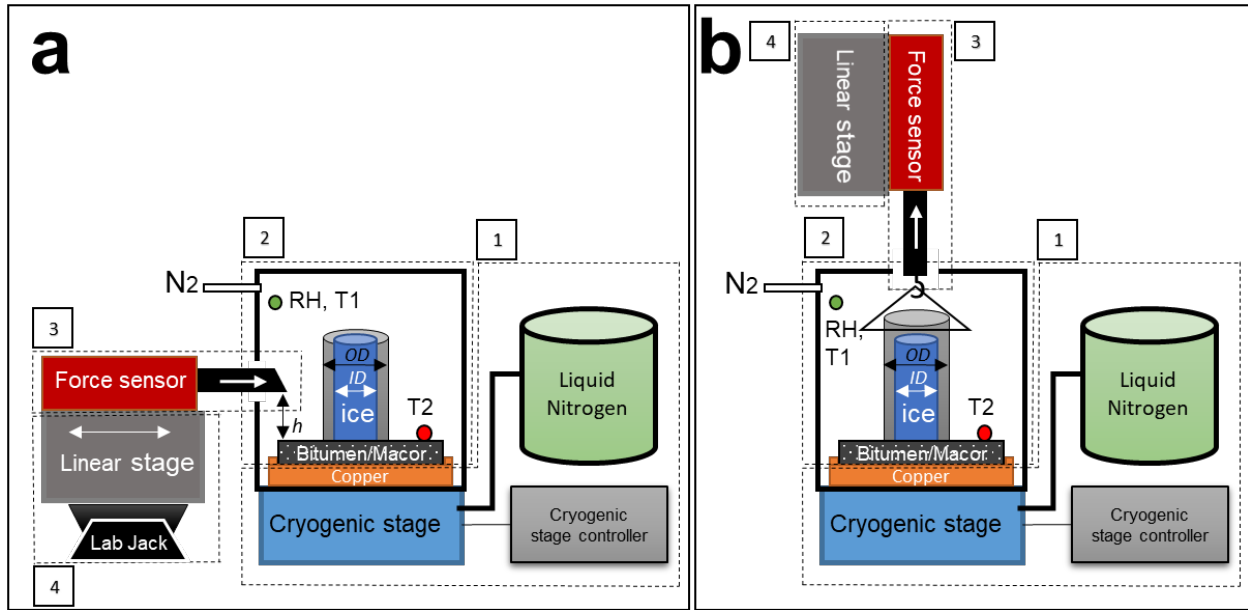 a
2
1
N2
RH, T1
3
Force sensor
OD
ID
ice
h
T2
Liquid
Nitrogen
Linear stage
Bitumen/Macor
Copper
Cryogenic stage
Cryogenic
stage controller
Lab Jack
4
b
4
3
Linear stage
Force sensor
2
1
N2
RH,
T1
OD
ID
ice
T2
Liquid
Nitrogen
Bitumen/Macor
Copper
Cryogenic stage
Cryogenic
stage controller